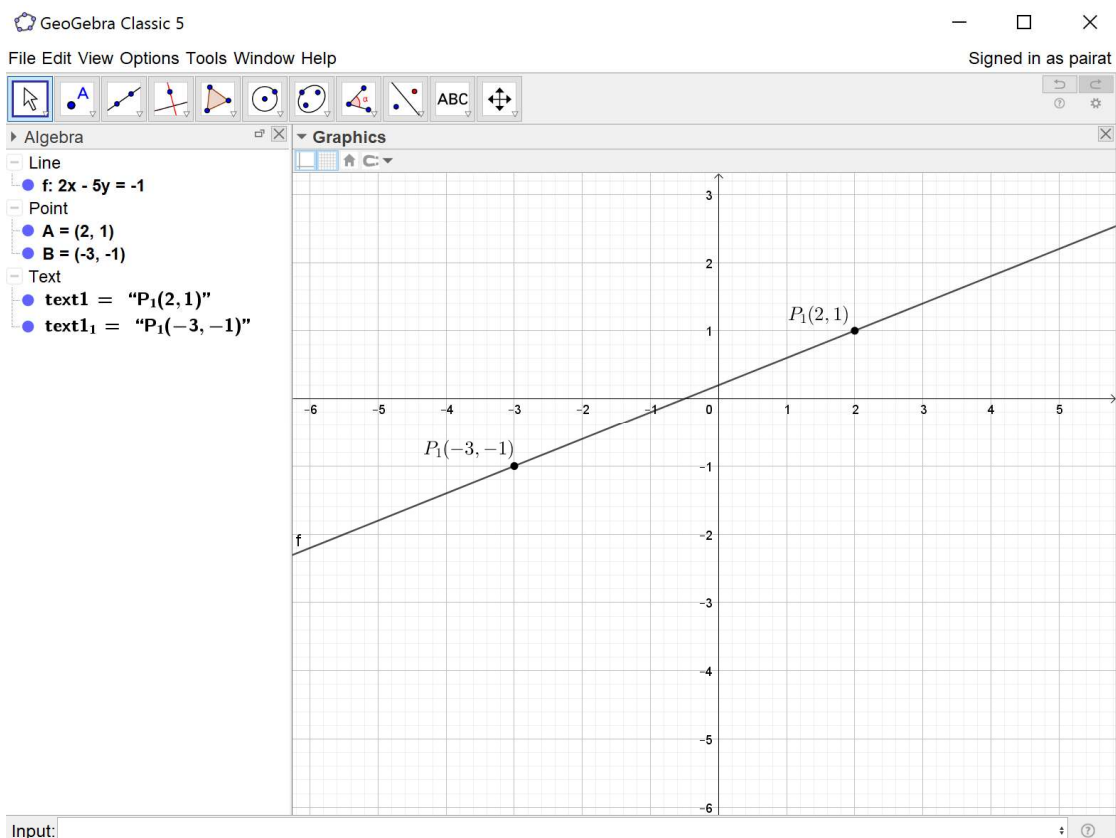 GeoGebra Classic 5
File Edit View Options Tools Window Help
Signed in as pairat
A
α
ABC
Algebra
Graphics
Line
f: 2x - 5y = -1
Point
A = (2, 1)
B = (-3, -1)
Text
text1 = “P₁(2, 1)”
text1₁ = “P₁(−3, −1)”
3
2
P₁(2, 1)
1
-6 -5 -4 -3 -2 -1 0 1 2 3 4 5
P₁(−3, −1)
-1
f
-2
-3
-4
-5
-6
Input: